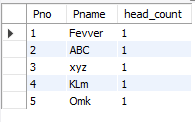 Pno Pname head_count
1 Fevver 1
2 ABC 1
3 xyz 1
4 KLm 1
5 Omk 1